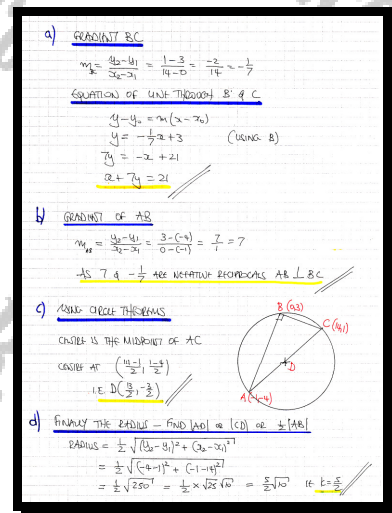 a) GRADIENT BC
m_BC = (y₂-y₁)/(x₂-x₁) = (1-3)/(14-0) = -2/14 = -1/7
EQUATION OF LINE THROUGH B & C
y-y₀ = m(x-x₀)
y = -1/7 x+3 (USING B)
7y = -x + 21
x + 7y = 21
b) GRADIENT OF AB
m_AB = (y₂-y₁)/(x₂-x₁) = (3-(-4))/(0-(-1)) = 7/1 = 7
AS 7 & -1/7 ARE NEGATIVE RECIPROCALS AB ⊥ BC
c) USING CIRCLE THEOREMS
CENTRE IS THE MIDPOINT OF AC
CENTRE AT ((14-1)/2, (1-4)/2)
I.E. D(13/2, -3/2)
B (0,3)
C (14,1)
D
A(-1,-4)
d) FINALLY THE RADIUS — FIND |AD| OR |CD| OR ½|AB|
RADIUS = ½ √((y₂-y₁)² + (x₂-x₁)²)
= ½ √((-4-1)² + (-1-14)²)
= ½ √250 = ½ × √25 √10 = 5/2 √10 IE k = 5/2